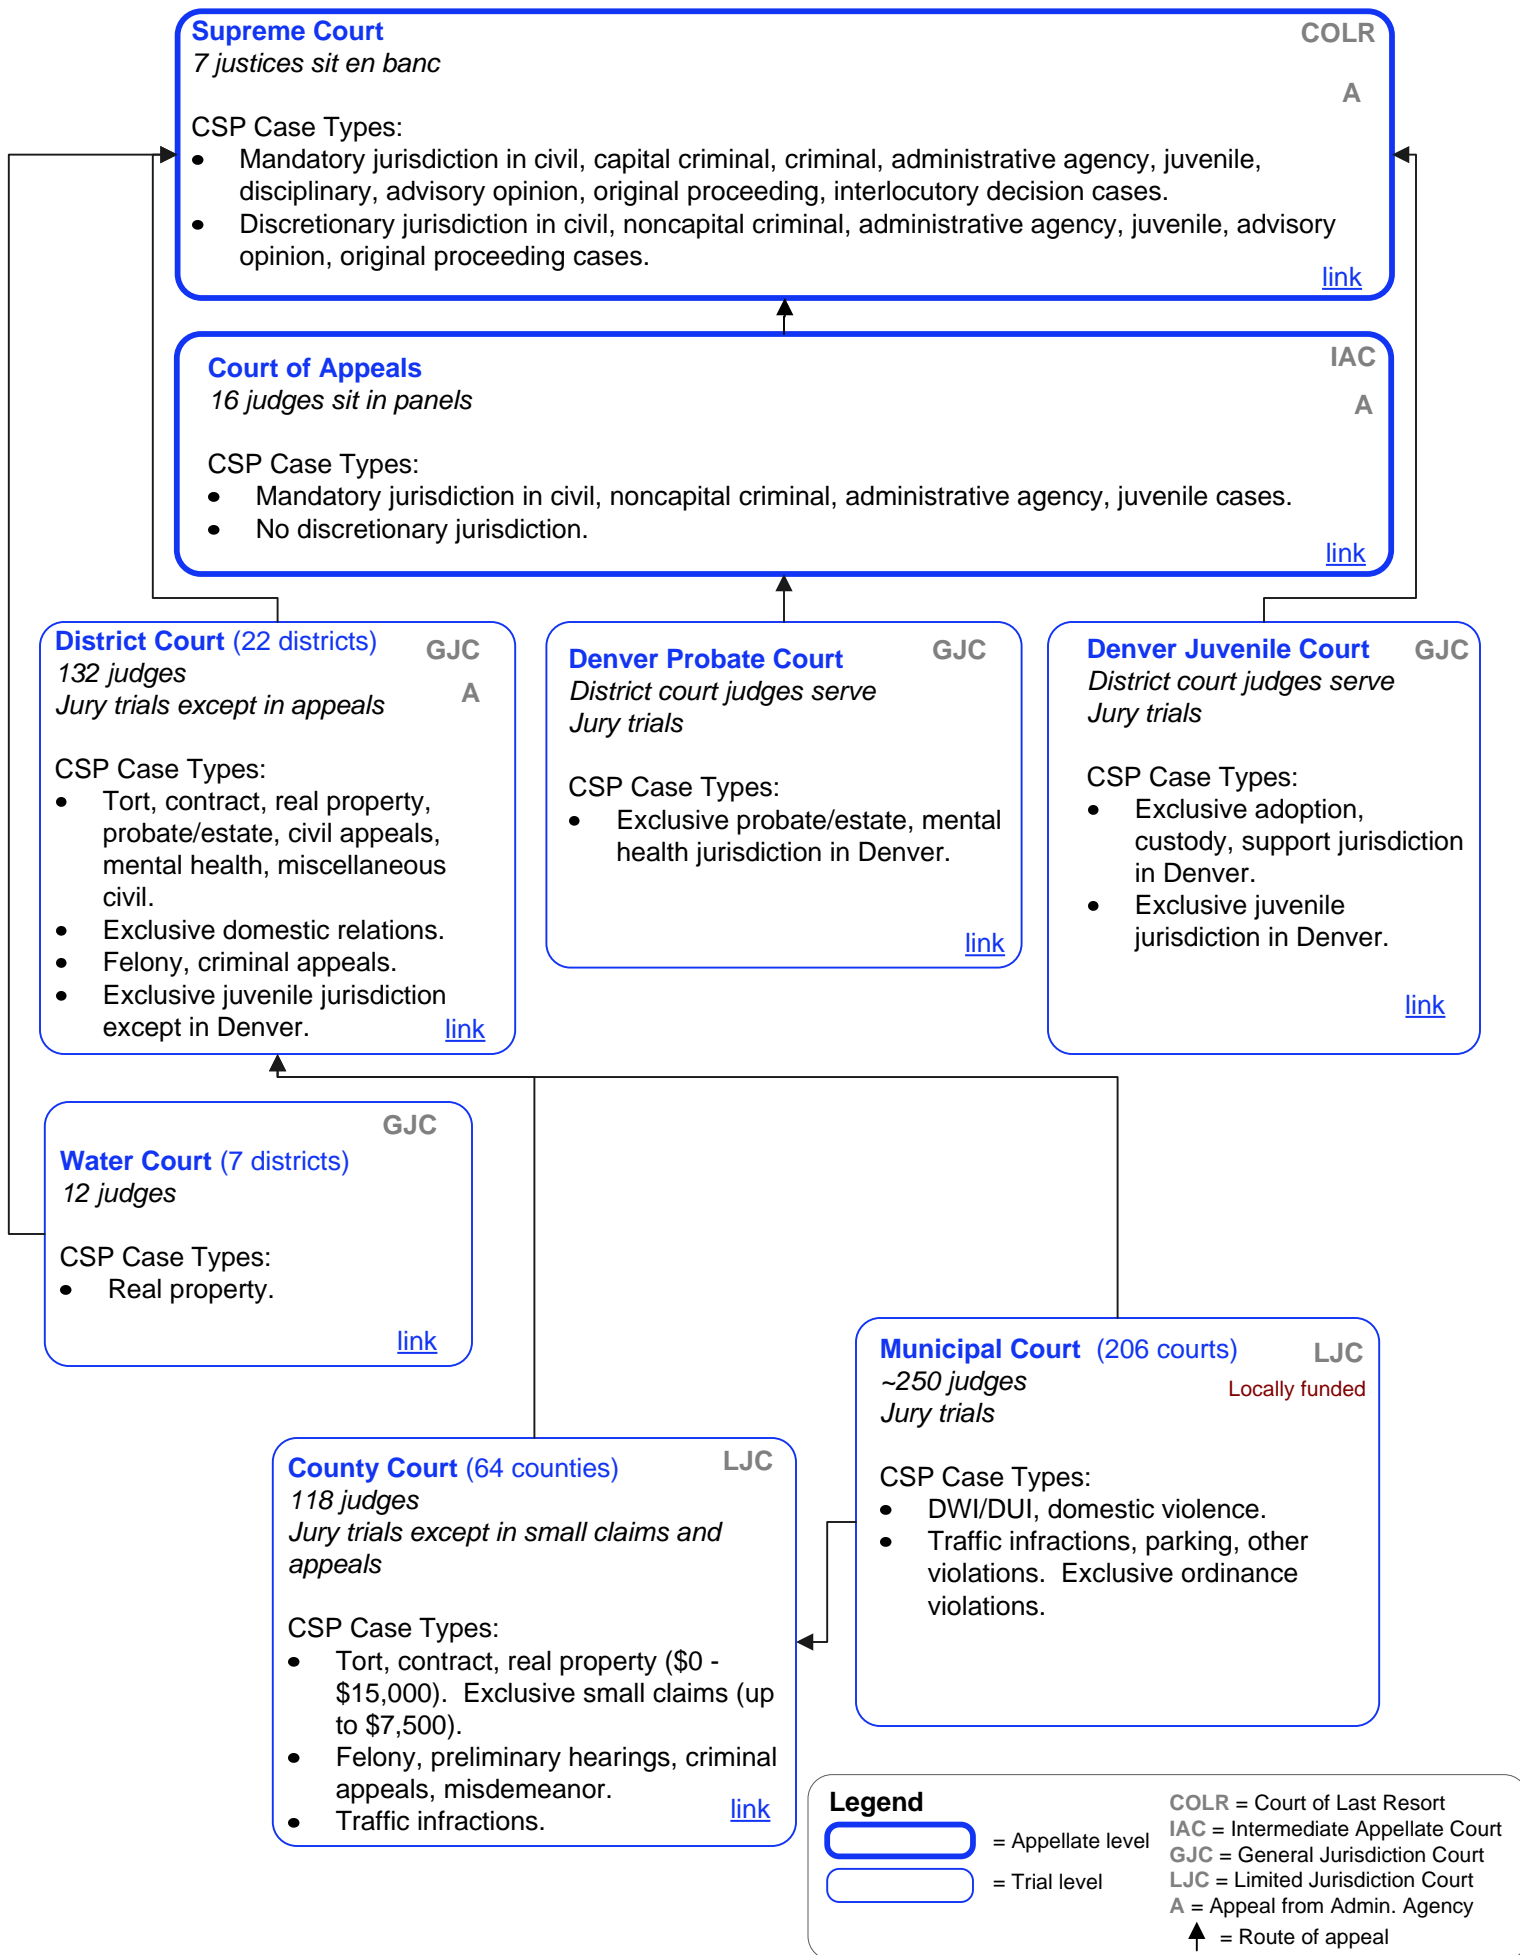 Supreme Court
COLR
7 justices sit en banc
A
CSP Case Types:
• Mandatory jurisdiction in civil, capital criminal, criminal, administrative agency, juvenile,
disciplinary, advisory opinion, original proceeding, interlocutory decision cases.
• Discretionary jurisdiction in civil, noncapital criminal, administrative agency, juvenile, advisory
opinion, original proceeding cases.
link
Court of Appeals
IAC
16 judges sit in panels
A
CSP Case Types:
• Mandatory jurisdiction in civil, noncapital criminal, administrative agency, juvenile cases.
• No discretionary jurisdiction.
link
District Court (22 districts)
GJC
132 judges
A
Jury trials except in appeals
CSP Case Types:
• Tort, contract, real property,
probate/estate, civil appeals,
mental health, miscellaneous
civil.
• Exclusive domestic relations.
• Felony, criminal appeals.
• Exclusive juvenile jurisdiction
except in Denver.
link
Denver Probate Court
GJC
District court judges serve
Jury trials
CSP Case Types:
• Exclusive probate/estate, mental
health jurisdiction in Denver.
link
Denver Juvenile Court
GJC
District court judges serve
Jury trials
CSP Case Types:
• Exclusive adoption,
custody, support jurisdiction
in Denver.
• Exclusive juvenile
jurisdiction in Denver.
link
GJC
Water Court (7 districts)
12 judges
CSP Case Types:
• Real property.
link
Municipal Court (206 courts)
LJC
~250 judges
Locally funded
Jury trials
CSP Case Types:
• DWI/DUI, domestic violence.
• Traffic infractions, parking, other
violations. Exclusive ordinance
violations.
County Court (64 counties)
LJC
118 judges
Jury trials except in small claims and
appeals
CSP Case Types:
• Tort, contract, real property ($0 -
$15,000). Exclusive small claims (up
to $7,500).
• Felony, preliminary hearings, criminal
appeals, misdemeanor.
• Traffic infractions.
link
Legend
= Appellate level
= Trial level
COLR = Court of Last Resort
IAC = Intermediate Appellate Court
GJC = General Jurisdiction Court
LJC = Limited Jurisdiction Court
A = Appeal from Admin. Agency
= Route of appeal